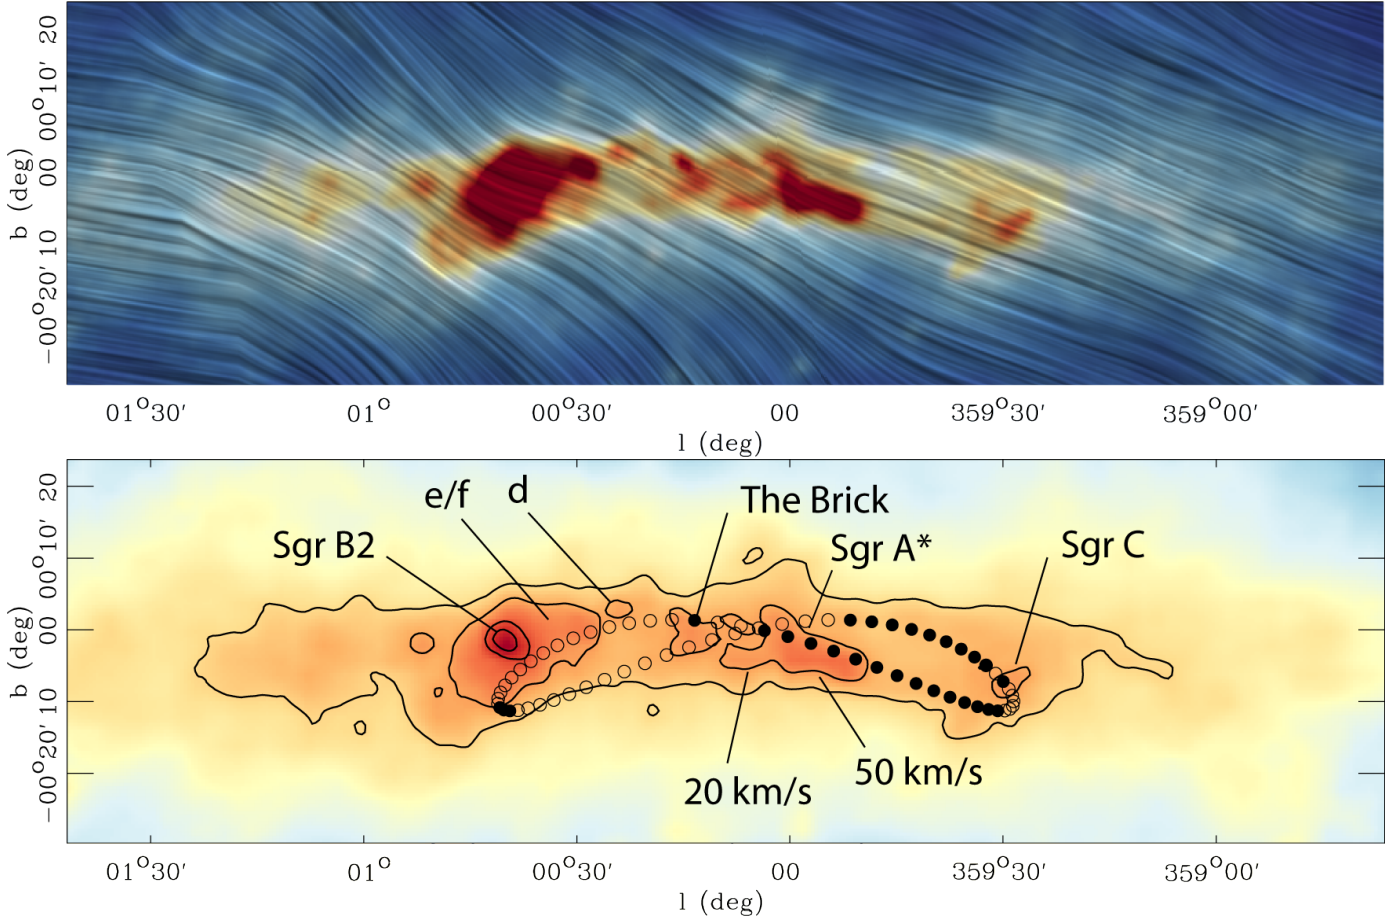 b (deg)
20
00°10'
00
−00°20' 10
01°30' 01° 00°30' 00 359°30' 359°00'
l (deg)
b (deg)
20
00°10'
00
−00°20' 10
e/f d
The Brick
Sgr B2
Sgr A*
Sgr C
50 km/s
20 km/s
01°30' 01° 00°30' 00 359°30' 359°00'
l (deg)